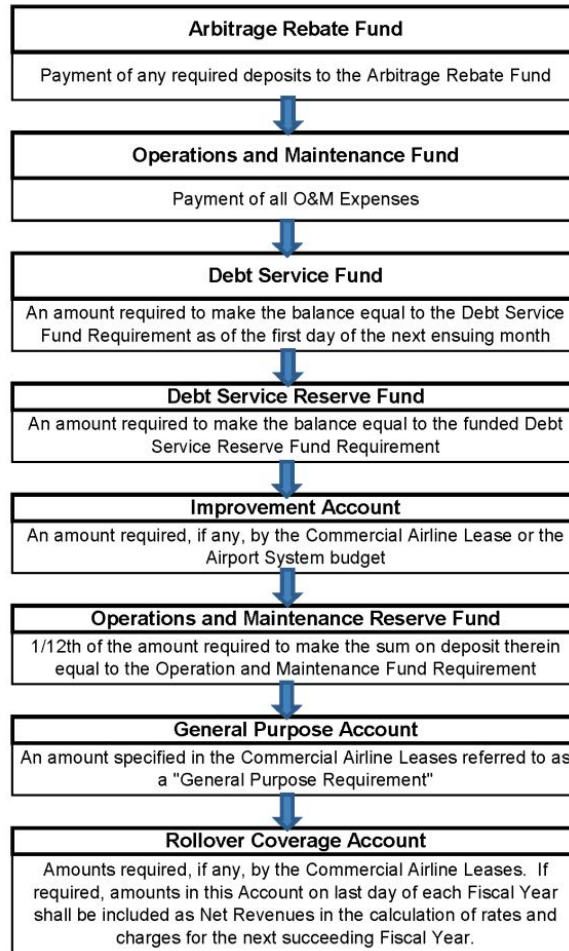 Arbitrage Rebate Fund
Payment of any required deposits to the Arbitrage Rebate Fund
Operations and Maintenance Fund
Payment of all O&M Expenses
Debt Service Fund
An amount required to make the balance equal to the Debt Service
Fund Requirement as of the first day of the next ensuing month
Debt Service Reserve Fund
An amount required to make the balance equal to the funded Debt
Service Reserve Fund Requirement
Improvement Account
An amount required, if any, by the Commercial Airline Lease or the
Airport System budget
Operations and Maintenance Reserve Fund
1/12th of the amount required to make the sum on deposit therein
equal to the Operation and Maintenance Fund Requirement
General Purpose Account
An amount specified in the Commercial Airline Leases referred to as
a "General Purpose Requirement"
Rollover Coverage Account
Amounts required, if any, by the Commercial Airline Leases. If
required, amounts in this Account on last day of each Fiscal Year
shall be included as Net Revenues in the calculation of rates and
charges for the next succeeding Fiscal Year.